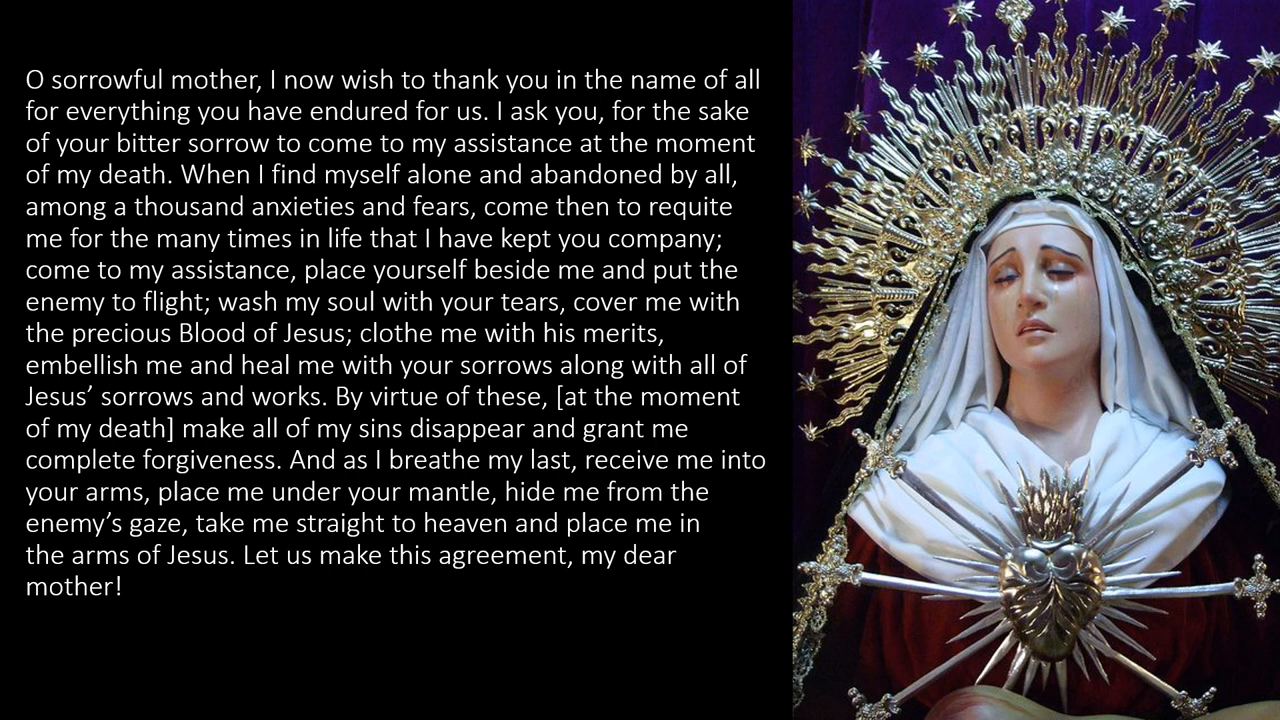 O sorrowful mother, I now wish to thank you in the name of all
for everything you have endured for us. I ask you, for the sake
of your bitter sorrow to come to my assistance at the moment
of my death. When I find myself alone and abandoned by all,
among a thousand anxieties and fears, come then to requite
me for the many times in life that I have kept you company;
come to my assistance, place yourself beside me and put the
enemy to flight; wash my soul with your tears, cover me with
the precious Blood of Jesus; clothe me with his merits,
embellish me and heal me with your sorrows along with all of
Jesus’ sorrows and works. By virtue of these, [at the moment
of my death] make all of my sins disappear and grant me
complete forgiveness. And as I breathe my last, receive me into
your arms, place me under your mantle, hide me from the
enemy’s gaze, take me straight to heaven and place me in
the arms of Jesus. Let us make this agreement, my dear
mother!